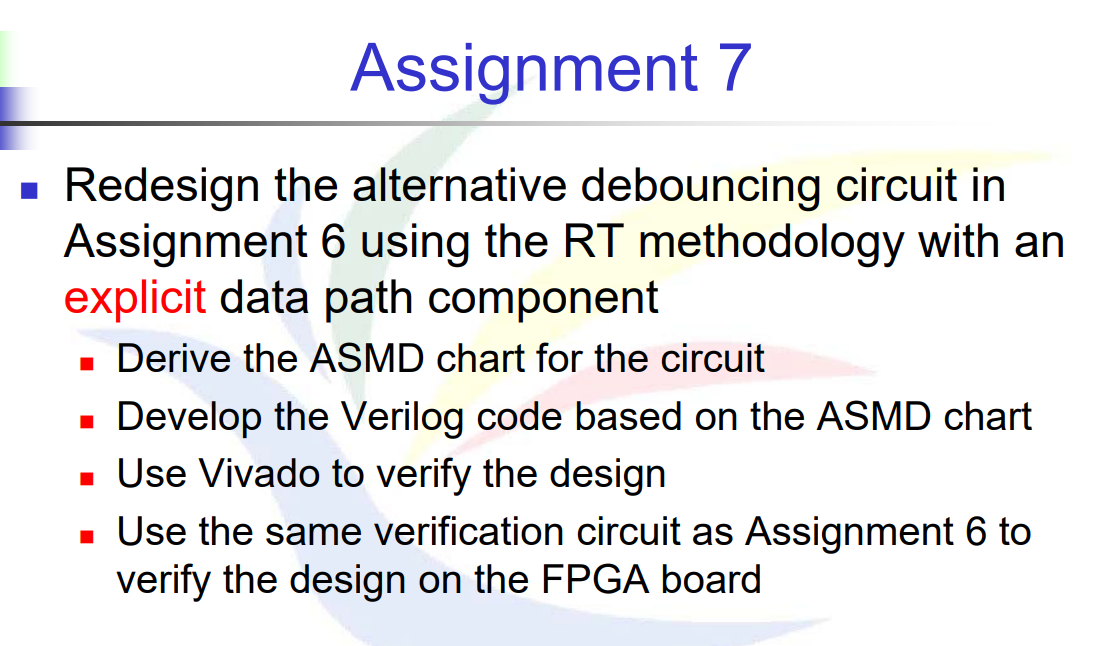 Assignment 7
Redesign the alternative debouncing circuit in
Assignment 6 using the RT methodology with an
explicit data path component
Derive the ASMD chart for the circuit
Develop the Verilog code based on the ASMD chart
Use Vivado to verify the design
Use the same verification circuit as Assignment 6 to
verify the design on the FPGA board